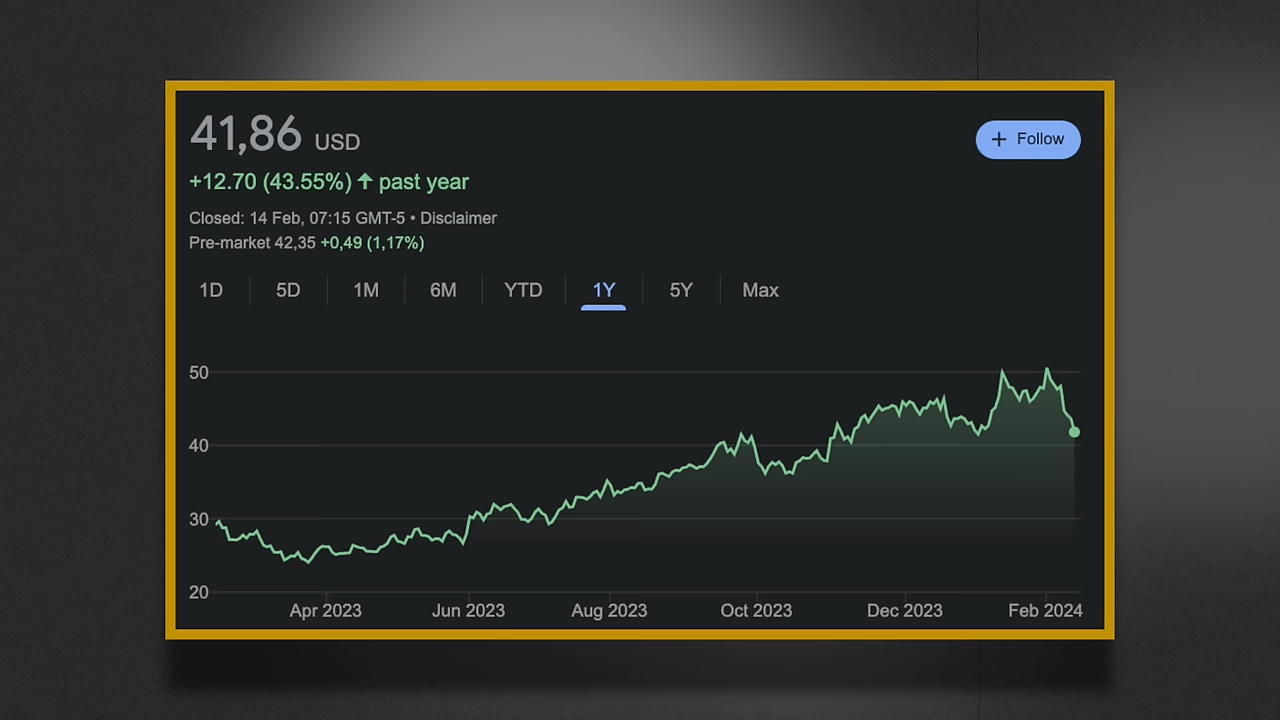 41,86 USD
+ Follow
+12.70 (43.55%) ↑ past year
Closed: 14 Feb, 07:15 GMT-5 • Disclaimer
Pre-market 42,35 +0,49 (1,17%)
1D 5D 1M 6M YTD 1Y 5Y Max
50
40
30
20
Apr 2023 Jun 2023 Aug 2023 Oct 2023 Dec 2023 Feb 2024